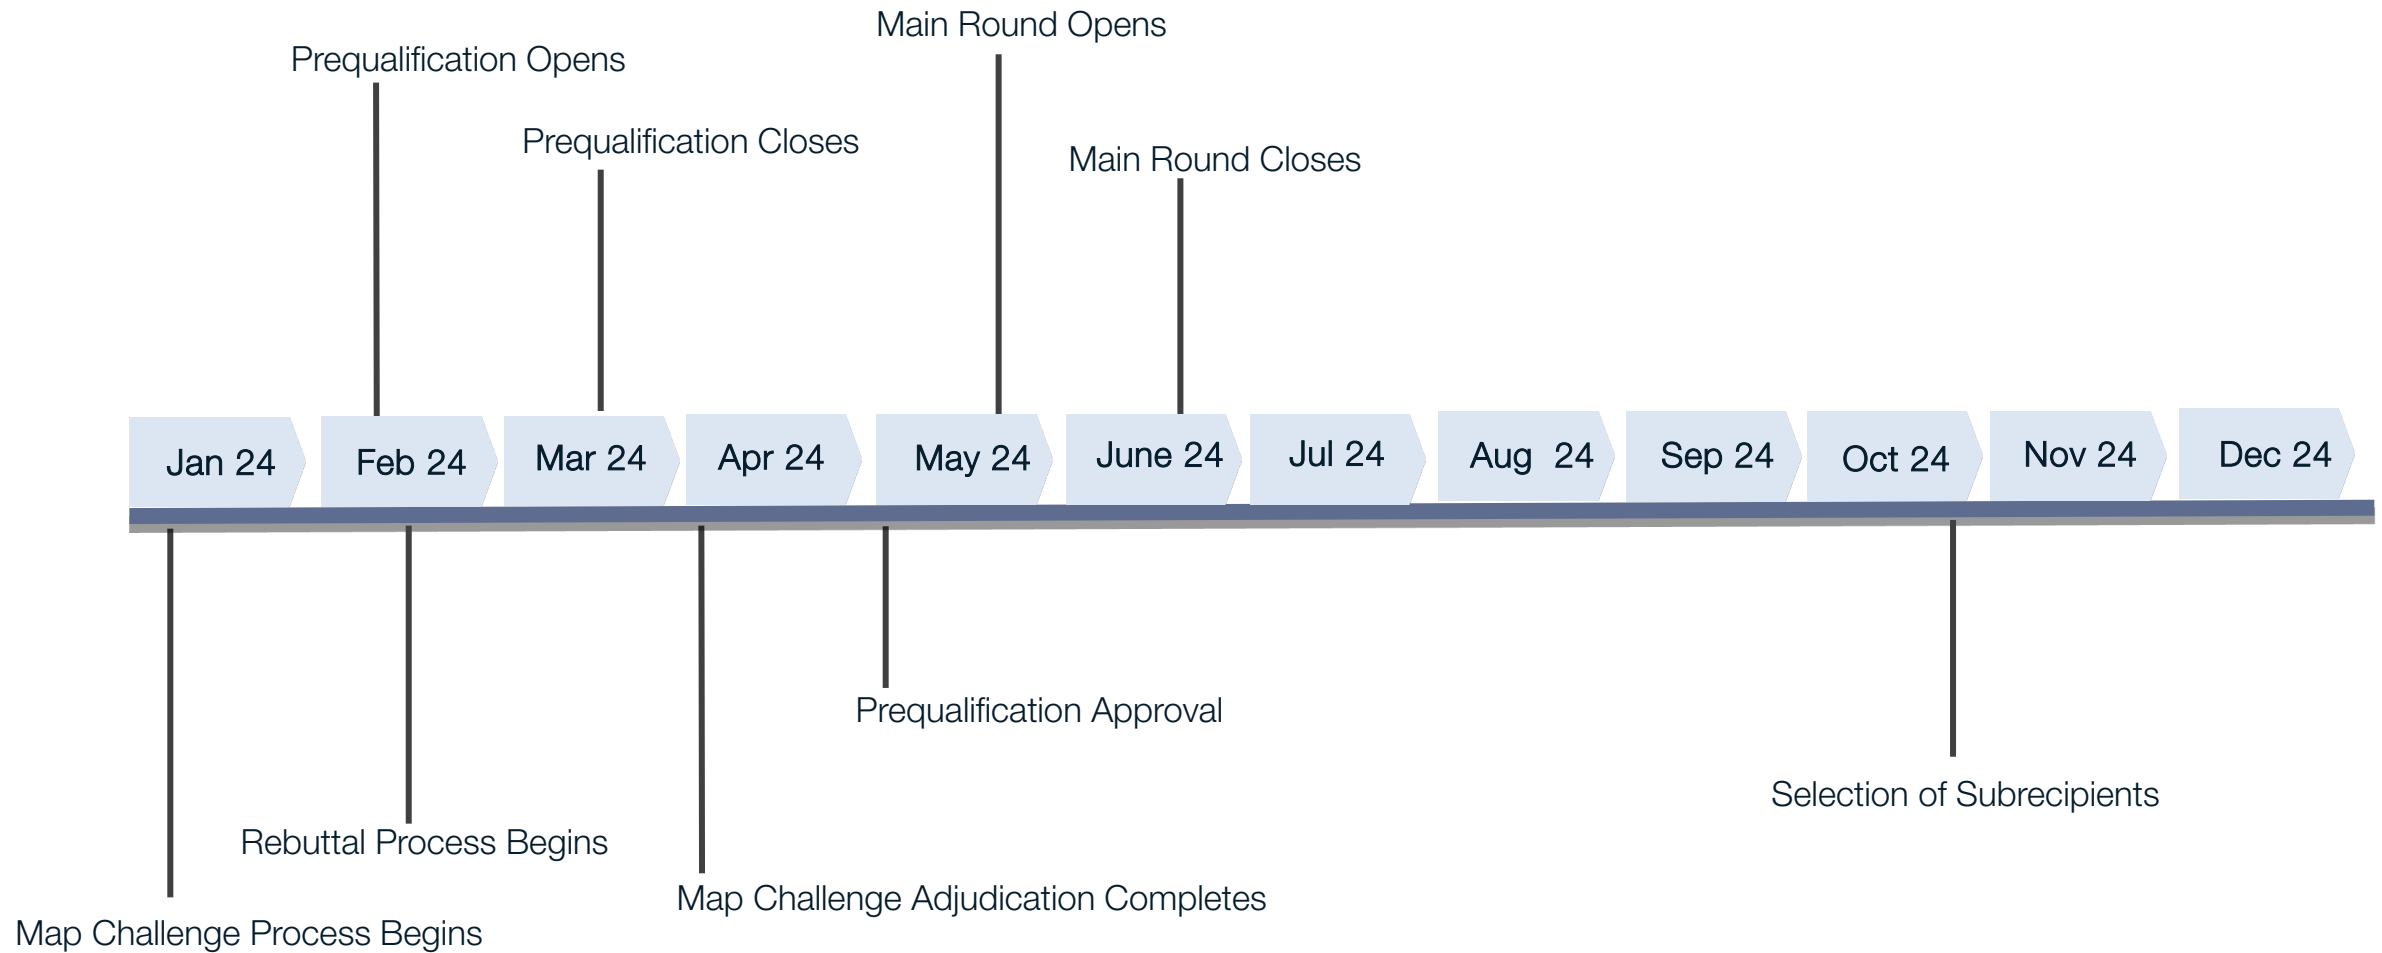 Main Round Opens
Prequalification Opens
Prequalification Closes
Main Round Closes
Jan 24
Feb 24
Mar 24
Apr 24
May 24
June 24
Jul 24
Aug  24
Sep 24
Oct 24
Nov 24
Dec 24
Prequalification Approval
Selection of Subrecipients
Rebuttal Process Begins
Map Challenge Adjudication Completes
Map Challenge Process Begins